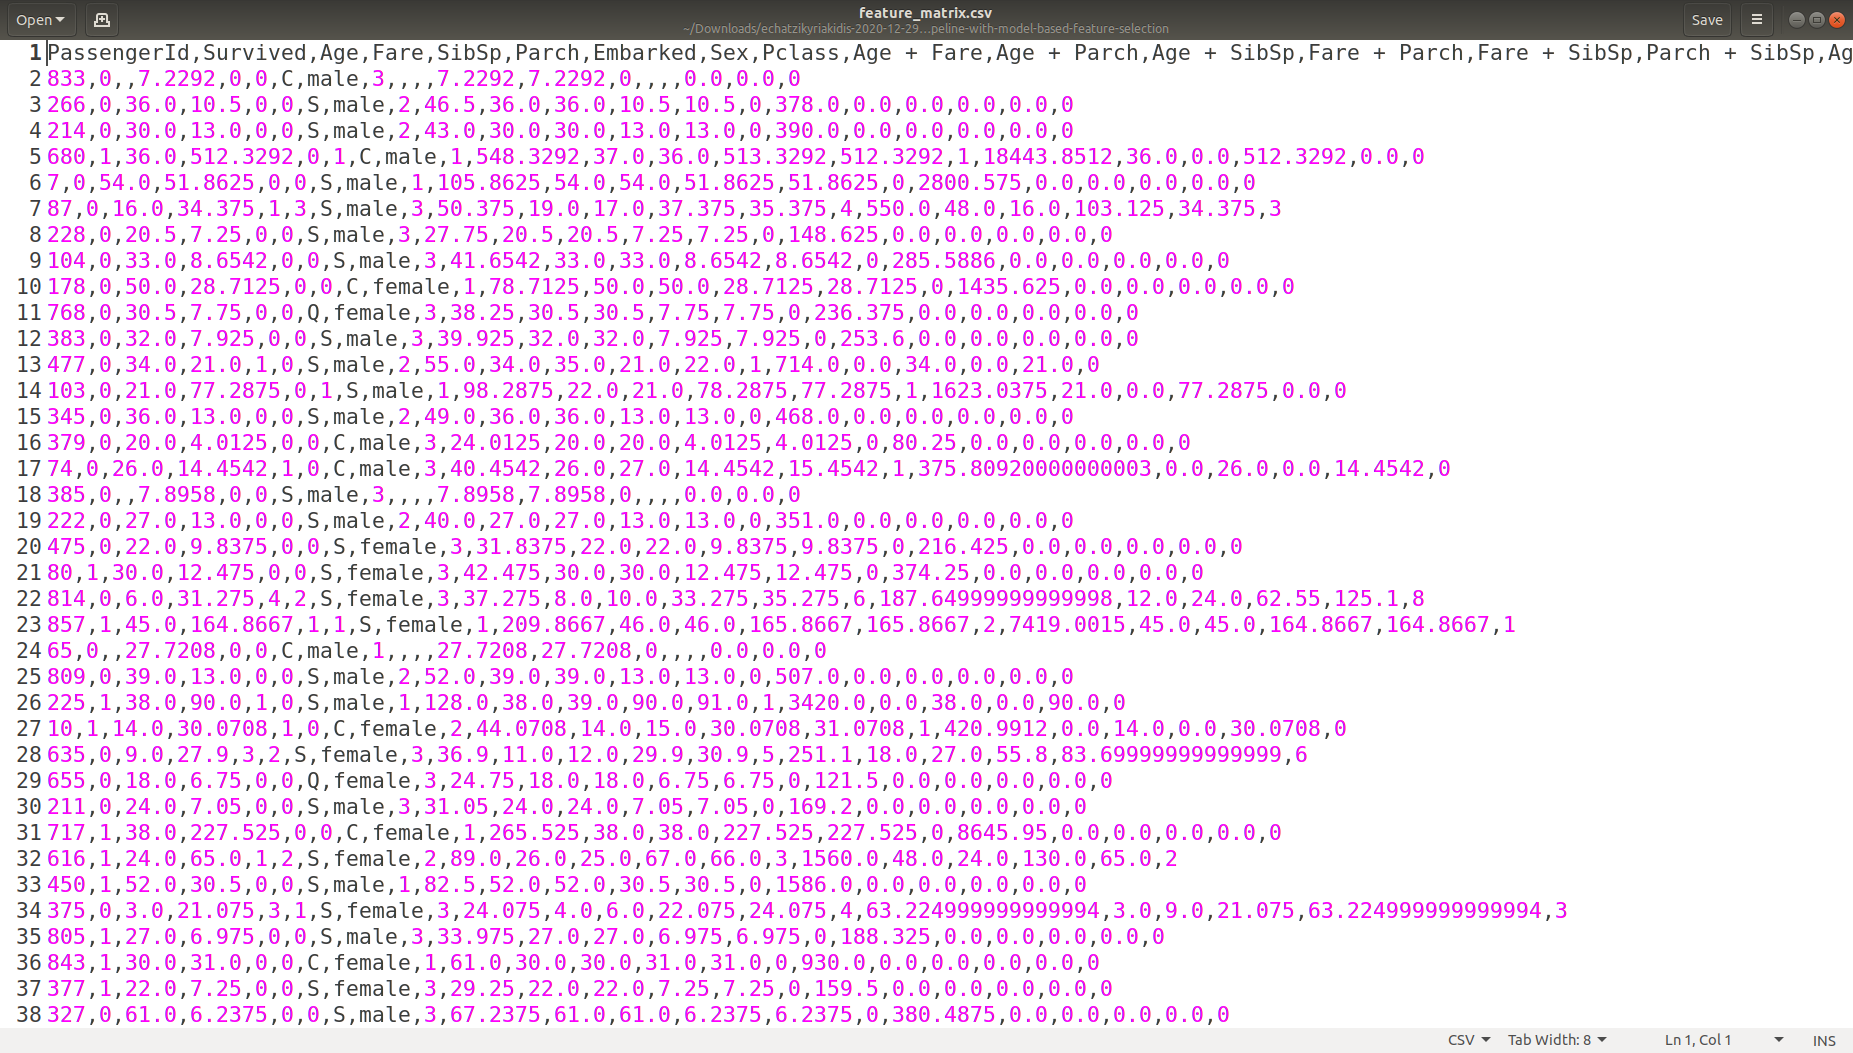 Open
feature_matrix.csv
~/Downloads/echatzikyriakidis-2020-12-29...peline-with-model-based-feature-selection
Save
1 PassengerId,Survived,Age,Fare,SibSp,Parch,Embarked,Sex,Pclass,Age + Fare,Age + Parch,Age + SibSp,Fare + Parch,Fare + SibSp,Parch + SibSp,Ag
2 833,0,,7.2292,0,0,C,male,3,,,,7.2292,7.2292,0,,,,0.0,0.0,0
3 266,0,36.0,10.5,0,0,S,male,2,46.5,36.0,36.0,10.5,10.5,0,378.0,0.0,0.0,0.0,0.0,0
4 214,0,30.0,13.0,0,0,S,male,2,43.0,30.0,30.0,13.0,13.0,0,390.0,0.0,0.0,0.0,0.0,0
5 680,1,36.0,512.3292,0,1,C,male,1,548.3292,37.0,36.0,513.3292,512.3292,1,18443.8512,36.0,0.0,512.3292,0.0,0
6 7,0,54.0,51.8625,0,0,S,male,1,105.8625,54.0,54.0,51.8625,51.8625,0,2800.575,0.0,0.0,0.0,0.0,0
7 87,0,16.0,34.375,1,3,S,male,3,50.375,19.0,17.0,37.375,35.375,4,550.0,48.0,16.0,103.125,34.375,3
8 228,0,20.5,7.25,0,0,S,male,3,27.75,20.5,20.5,7.25,7.25,0,148.625,0.0,0.0,0.0,0.0,0
9 104,0,33.0,8.6542,0,0,S,male,3,41.6542,33.0,33.0,8.6542,8.6542,0,285.5886,0.0,0.0,0.0,0.0,0
10 178,0,50.0,28.7125,0,0,C,female,1,78.7125,50.0,50.0,28.7125,28.7125,0,1435.625,0.0,0.0,0.0,0.0,0
11 768,0,30.5,7.75,0,0,Q,female,3,38.25,30.5,30.5,7.75,7.75,0,236.375,0.0,0.0,0.0,0.0,0
12 383,0,32.0,7.925,0,0,S,male,3,39.925,32.0,32.0,7.925,7.925,0,253.6,0.0,0.0,0.0,0.0,0
13 477,0,34.0,21.0,1,0,S,male,2,55.0,34.0,35.0,21.0,22.0,1,714.0,0.0,34.0,0.0,21.0,0
14 103,0,21.0,77.2875,0,1,S,male,1,98.2875,22.0,21.0,78.2875,77.2875,1,1623.0375,21.0,0.0,77.2875,0.0,0
15 345,0,36.0,13.0,0,0,S,male,2,49.0,36.0,36.0,13.0,13.0,0,468.0,0.0,0.0,0.0,0.0,0
16 379,0,20.0,4.0125,0,0,C,male,3,24.0125,20.0,20.0,4.0125,4.0125,0,80.25,0.0,0.0,0.0,0.0,0
17 74,0,26.0,14.4542,1,0,C,male,3,40.4542,26.0,27.0,14.4542,15.4542,1,375.80920000000003,0.0,26.0,0.0,14.4542,0
18 385,0,,7.8958,0,0,S,male,3,,,,7.8958,7.8958,0,,,,0.0,0.0,0
19 222,0,27.0,13.0,0,0,S,male,2,40.0,27.0,27.0,13.0,13.0,0,351.0,0.0,0.0,0.0,0.0,0
20 475,0,22.0,9.8375,0,0,S,female,3,31.8375,22.0,22.0,9.8375,9.8375,0,216.425,0.0,0.0,0.0,0.0,0
21 80,1,30.0,12.475,0,0,S,female,3,42.475,30.0,30.0,12.475,12.475,0,374.25,0.0,0.0,0.0,0.0,0
22 814,0,6.0,31.275,4,2,S,female,3,37.275,8.0,10.0,33.275,35.275,6,187.64999999999998,12.0,24.0,62.55,125.1,8
23 857,1,45.0,164.8667,1,1,S,female,1,209.8667,46.0,46.0,165.8667,165.8667,2,7419.0015,45.0,45.0,164.8667,164.8667,1
24 65,0,,27.7208,0,0,C,male,1,,,,27.7208,27.7208,0,,,,0.0,0.0,0
25 809,0,39.0,13.0,0,0,S,male,2,52.0,39.0,39.0,13.0,13.0,0,507.0,0.0,0.0,0.0,0.0,0
26 225,1,38.0,90.0,1,0,S,male,1,128.0,38.0,39.0,90.0,91.0,1,3420.0,0.0,38.0,0.0,90.0,0
27 10,1,14.0,30.0708,1,0,C,female,2,44.0708,14.0,15.0,30.0708,31.0708,1,420.9912,0.0,14.0,0.0,30.0708,0
28 635,0,9.0,27.9,3,2,S,female,3,36.9,11.0,12.0,29.9,30.9,5,251.1,18.0,27.0,55.8,83.69999999999999,6
29 655,0,18.0,6.75,0,0,Q,female,3,24.75,18.0,18.0,6.75,6.75,0,121.5,0.0,0.0,0.0,0.0,0
30 211,0,24.0,7.05,0,0,S,male,3,31.05,24.0,24.0,7.05,7.05,0,169.2,0.0,0.0,0.0,0.0,0
31 717,1,38.0,227.525,0,0,C,female,1,265.525,38.0,38.0,227.525,227.525,0,8645.95,0.0,0.0,0.0,0.0,0
32 616,1,24.0,65.0,1,2,S,female,2,89.0,26.0,25.0,67.0,66.0,3,1560.0,48.0,24.0,130.0,65.0,2
33 450,1,52.0,30.5,0,0,S,male,1,82.5,52.0,52.0,30.5,30.5,0,1586.0,0.0,0.0,0.0,0.0,0
34 375,0,3.0,21.075,3,1,S,female,3,24.075,4.0,6.0,22.075,24.075,4,63.224999999999994,3.0,9.0,21.075,63.224999999999994,3
35 805,1,27.0,6.975,0,0,S,male,3,33.975,27.0,27.0,6.975,6.975,0,188.325,0.0,0.0,0.0,0.0,0
36 843,1,30.0,31.0,0,0,C,female,1,61.0,30.0,30.0,31.0,31.0,0,930.0,0.0,0.0,0.0,0.0,0
37 377,1,22.0,7.25,0,0,S,female,3,29.25,22.0,22.0,7.25,7.25,0,159.5,0.0,0.0,0.0,0.0,0
38 327,0,61.0,6.2375,0,0,S,male,3,67.2375,61.0,61.0,6.2375,6.2375,0,380.4875,0.0,0.0,0.0,0.0,0
CSV Tab Width: 8 Ln 1, Col 1 INS